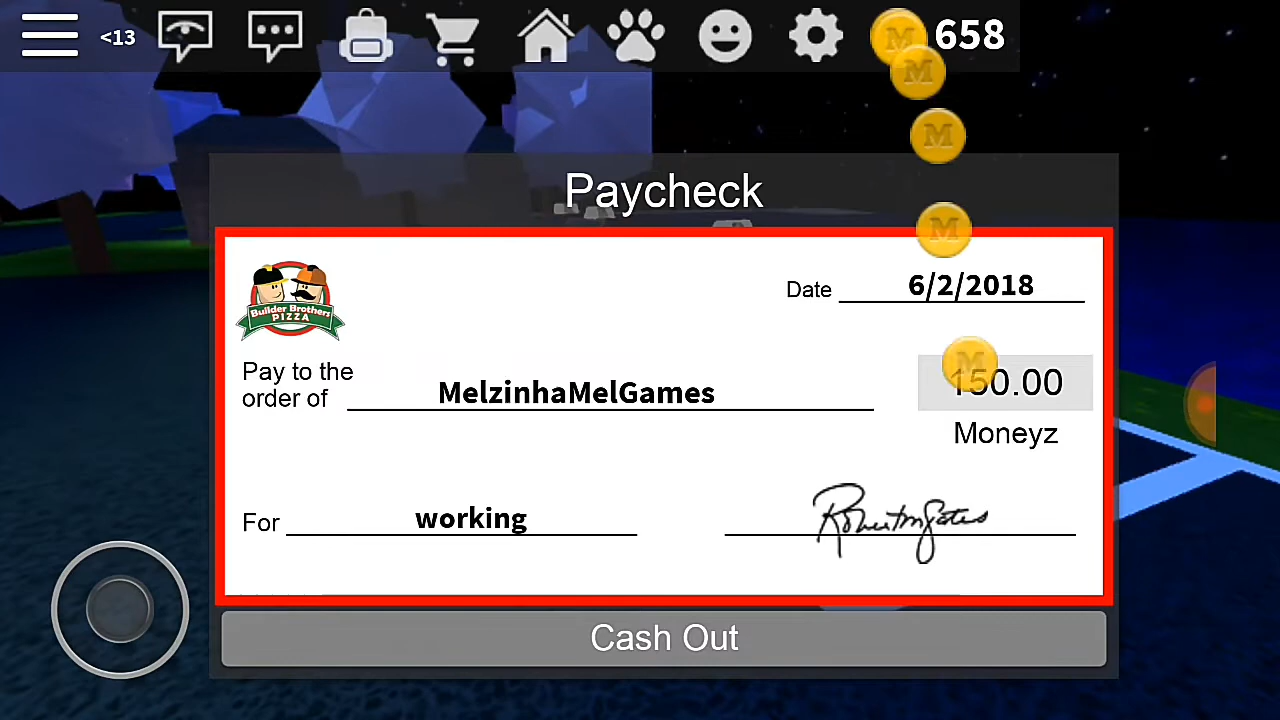 <13
658
Paycheck
Builder Brothers
PIZZA
Date 6/2/2018
Pay to the
order of MelzinhaMelGames
150.00
Moneyz
For working
Robertmgates
Cash Out